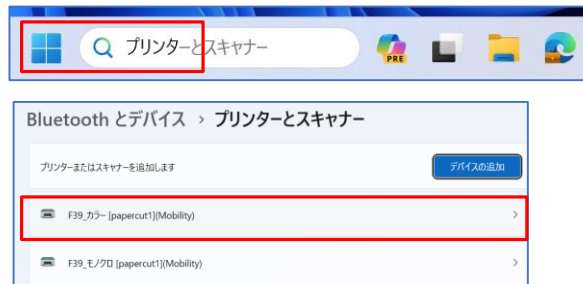 プリンターとスキャナー
PRE
Bluetooth とデバイス › プリンターとスキャナー
プリンターまたはスキャナーを追加します
デバイスの追加
F39_カラー [papercut1](Mobility)
F39_モノクロ [papercut1](Mobility)